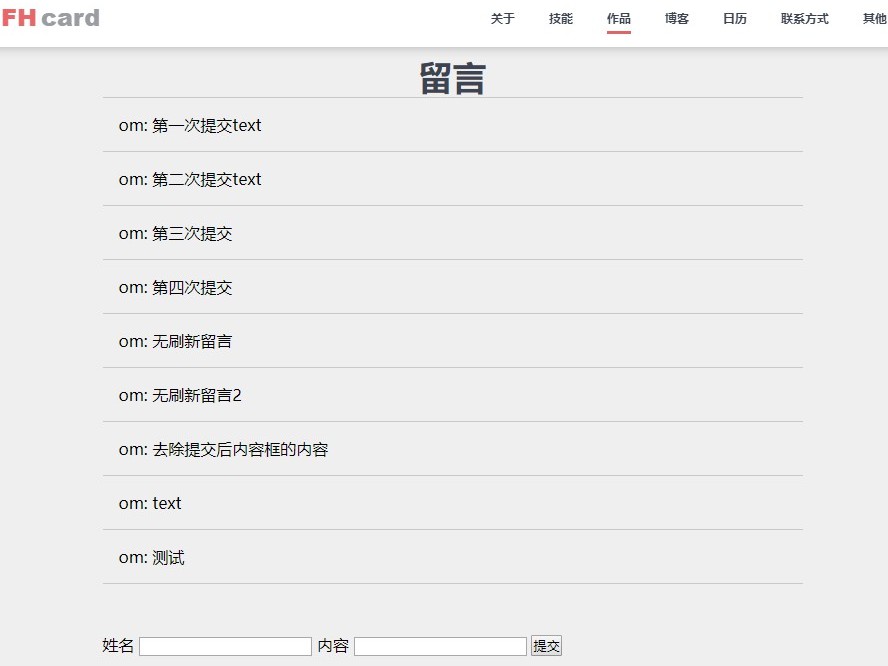 FH card 关于 技能 作品 博客 日历 联系方式 其他
留言
om: 第一次提交text
om: 第二次提交text
om: 第三次提交
om: 第四次提交
om: 无刷新留言
om: 无刷新留言2
om: 去除提交后内容框的内容
om: text
om: 测试
姓名 内容 提交